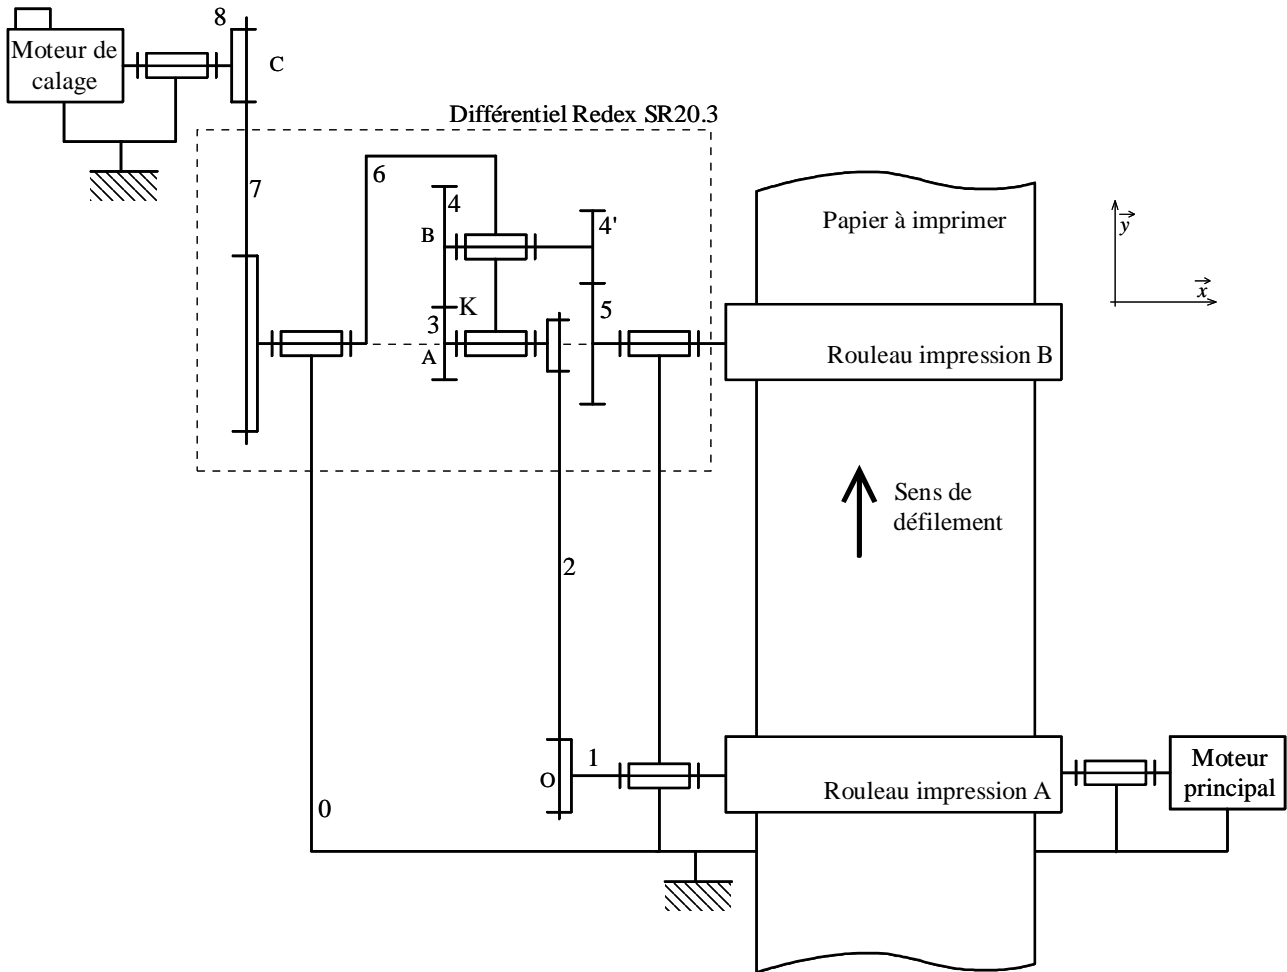 8
Moteur de
calage
C
Différentiel Redex SR20.3
6
7
4
4'
B
K
5
3
A
Papier à imprimer
y
x
Rouleau impression B
Sens de
défilement
2
1
O
Rouleau impression A
Moteur
principal
0